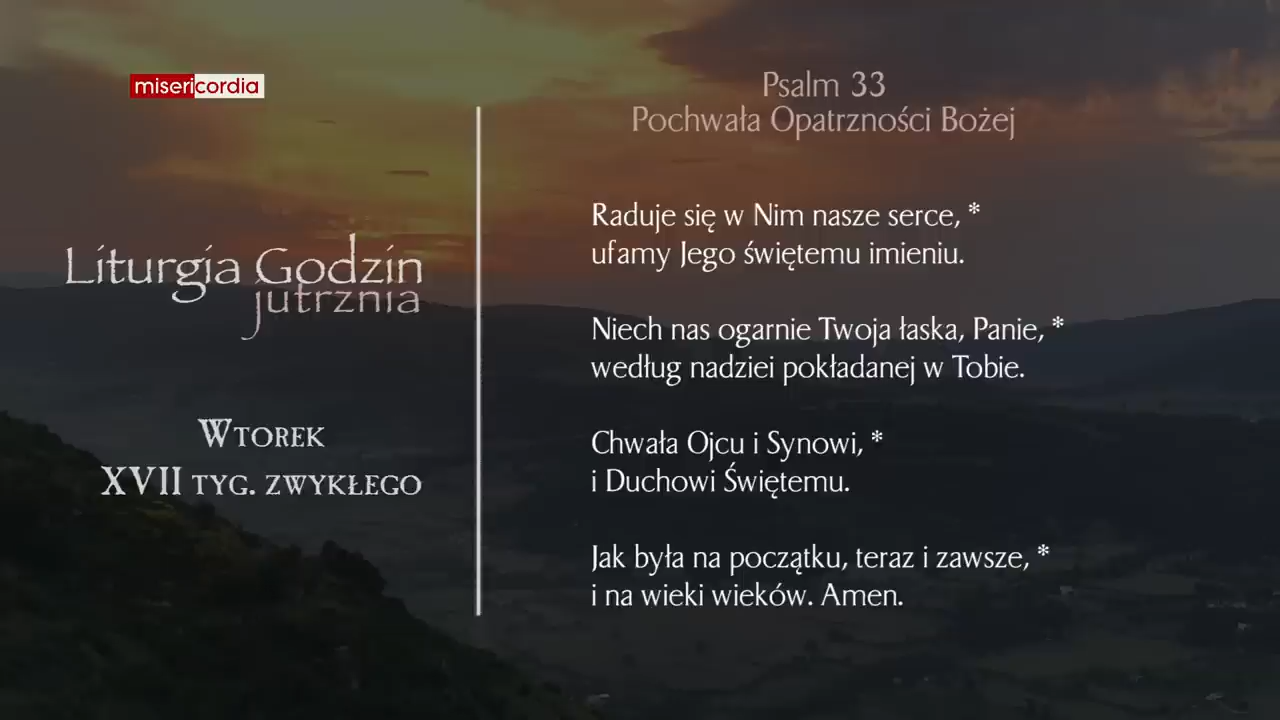 misericordia
Liturgia Godzin
jutrznia
Wtorek
XVII tyg. zwykłego
Psalm 33
Pochwała Opatrzności Bożej
Raduje się w Nim nasze serce, *
ufamy Jego świętemu imieniu.
Niech nas ogarnie Twoja łaska, Panie, *
według nadziei pokładanej w Tobie.
Chwała Ojcu i Synowi, *
i Duchowi Świętemu.
Jak była na początku, teraz i zawsze, *
i na wieki wieków. Amen.